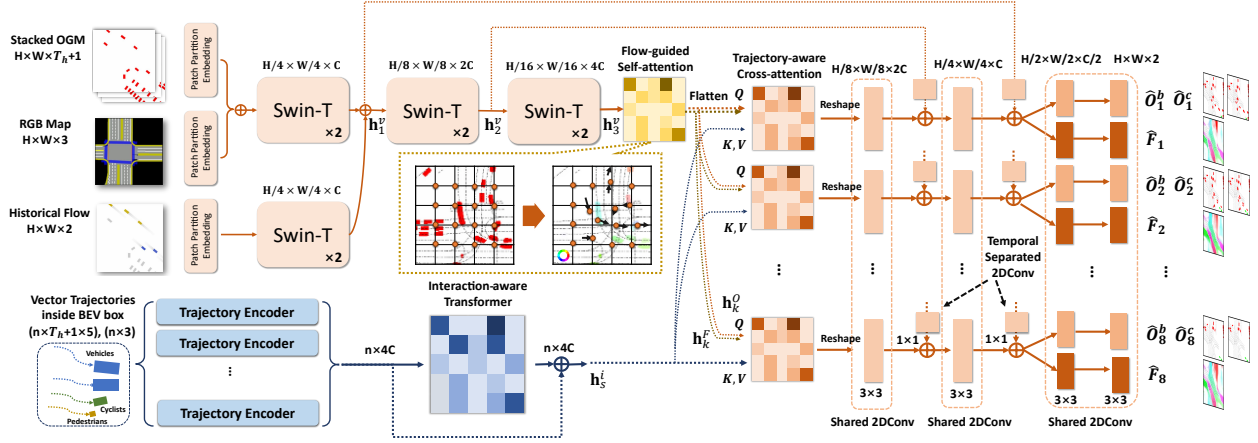 Stacked OGM
H×W×T_h+1
RGB Map
H×W×3
Historical Flow
H×W×2
Patch Partition
Embedding
Patch Partition
Embedding
Patch Partition
Embedding
H/4 × W/4 × C
Swin-T
×2
H/4 × W/4 × C
Swin-T
×2
h_1^v
H/8 × W/8 × 2C
Swin-T
×2
h_2^v
H/16 × W/16 × 4C
Swin-T
×2
h_3^v
Flow-guided
Self-attention
Flatten
Trajectory-aware
Cross-attention
Q
K, V
Q
K, V
⋮
h_k^O
h_k^F
Q
K, V
Reshape
Reshape
Reshape
H/8×W/8×2C
H/4×W/4×C
H/2×W/2×C/2
H×W×2
Ô_1^b Ô_1^c
F̂_1
Ô_2^b Ô_2^c
F̂_2
⋮
⋮
⋮
Temporal
Separated
2DConv
1×1
1×1
Ô_8^b Ô_8^c
F̂_8
3×3
3×3
3×3
3×3
Shared 2DConv
Shared 2DConv
Shared 2DConv
Vector Trajectories
inside BEV box
(n×T_h+1×5), (n×3)
Vehicles
Cyclists
Pedestrians
Trajectory Encoder
Trajectory Encoder
⋮
Trajectory Encoder
n×4C
Interaction-aware
Transformer
n×4C
h_s^i